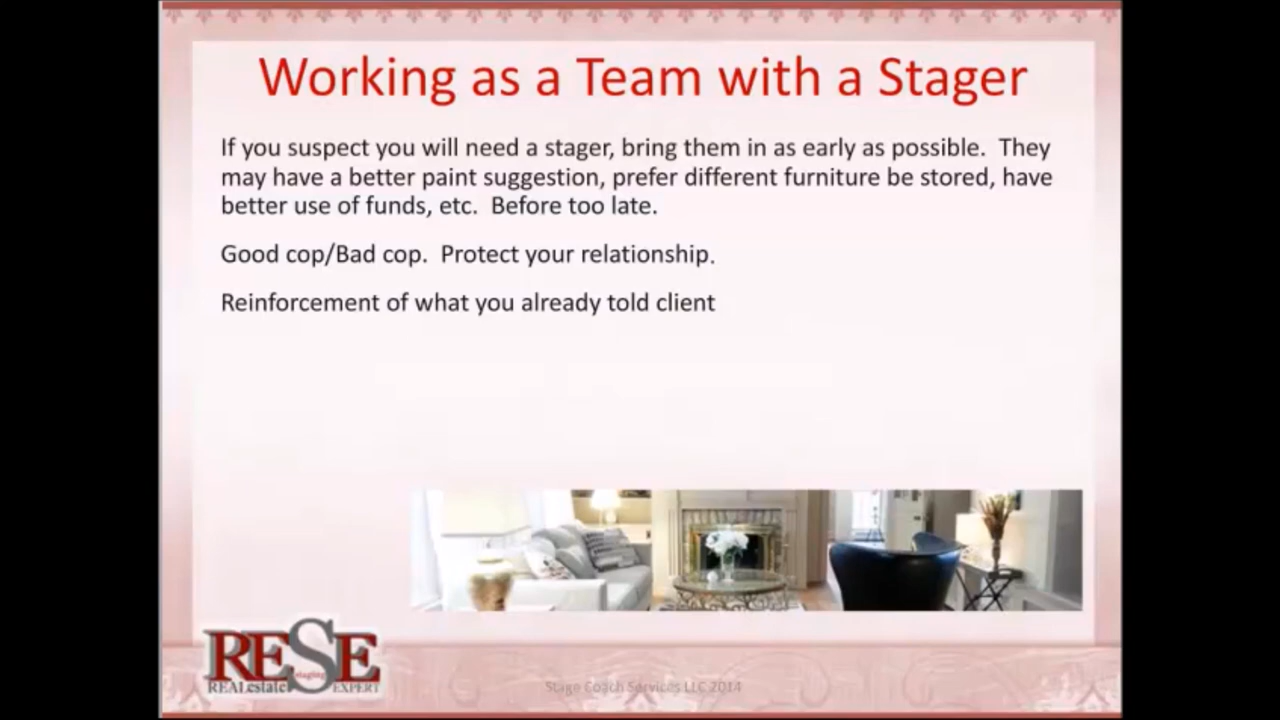 Working as a Team with a Stager
If you suspect you will need a stager, bring them in as early as possible.  They
may have a better paint suggestion, prefer different furniture be stored, have
better use of funds, etc.  Before too late.
Good cop/Bad cop.  Protect your relationship.
Reinforcement of what you already told client
RESE
REALestate staging EXPERT
Stage Coach Services LLC 2014